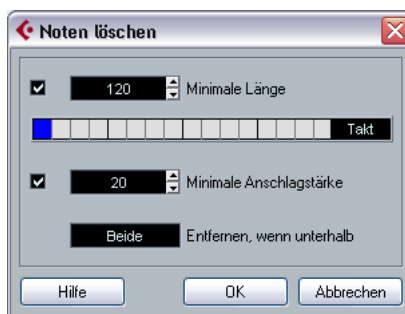 Noten löschen
120 Minimale Länge
Takt
20 Minimale Anschlagstärke
Beide Entfernen, wenn unterhalb
Hilfe OK Abbrechen